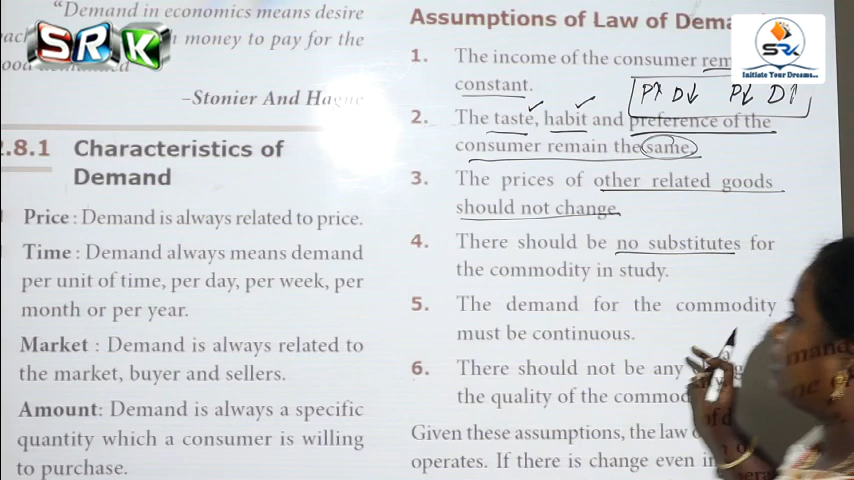 "Demand in economics means desire
money to pay for the
–Stonier And Hague
SRK
2.8.1 Characteristics of
Demand
Price : Demand is always related to price.
Time : Demand always means demand
per unit of time, per day, per week, per
month or per year.
Market : Demand is always related to
the market, buyer and sellers.
Amount: Demand is always a specific
quantity which a consumer is willing
to purchase.
Assumptions of Law of
1. The income of the consumer
constant.
2. The taste, habit and preference of the
consumer remain the same.
3. The prices of other related goods
should not change.
4. There should be no substitutes for
the commodity in study.
5. The demand for the commodity
must be continuous.
6. There should not be any
the quality of the
Given these assumptions, the law
operates. If there is change even in
P↑ D↓ P↓ D↑
SRK
Initiate Your Dreams...